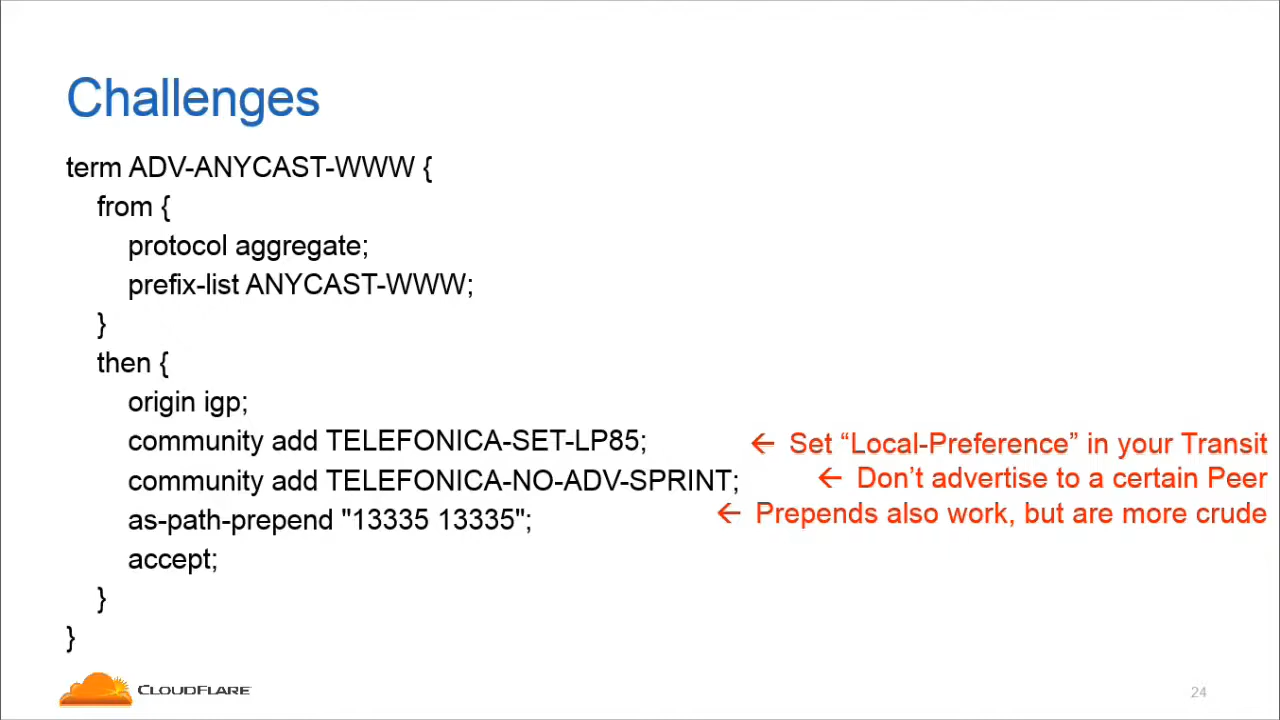 Challenges
term ADV-ANYCAST-WWW {
from {
protocol aggregate;
prefix-list ANYCAST-WWW;
}
then {
origin igp;
community add TELEFONICA-SET-LP85; ← Set “Local-Preference” in your Transit
community add TELEFONICA-NO-ADV-SPRINT; ← Don’t advertise to a certain Peer
as-path-prepend "13335 13335"; ← Prepends also work, but are more crude
accept;
}
}
CLOUDFLARE
24